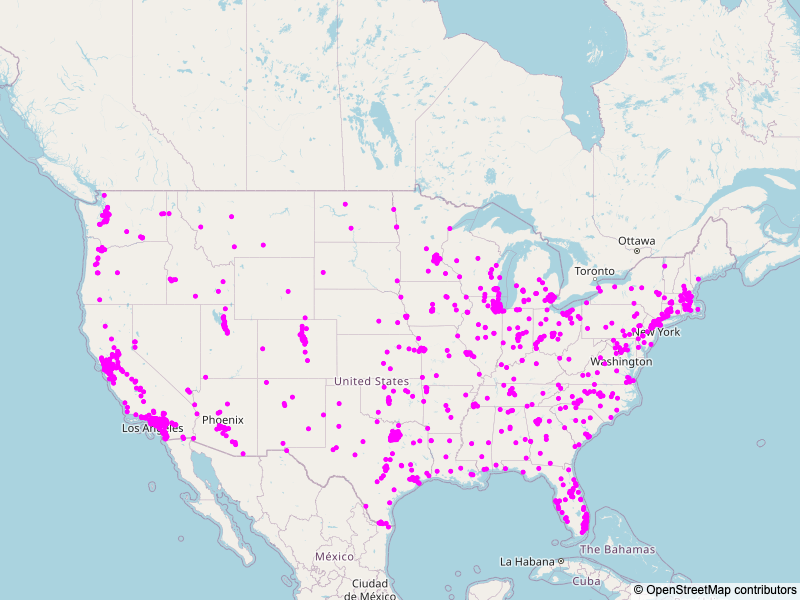 Ottawa
Toronto
New York
Washington
United States
Phoenix
Los Angeles
The Bahamas
La Habana
México
Cuba
Ciudad
de México
© OpenStreetMap contributors